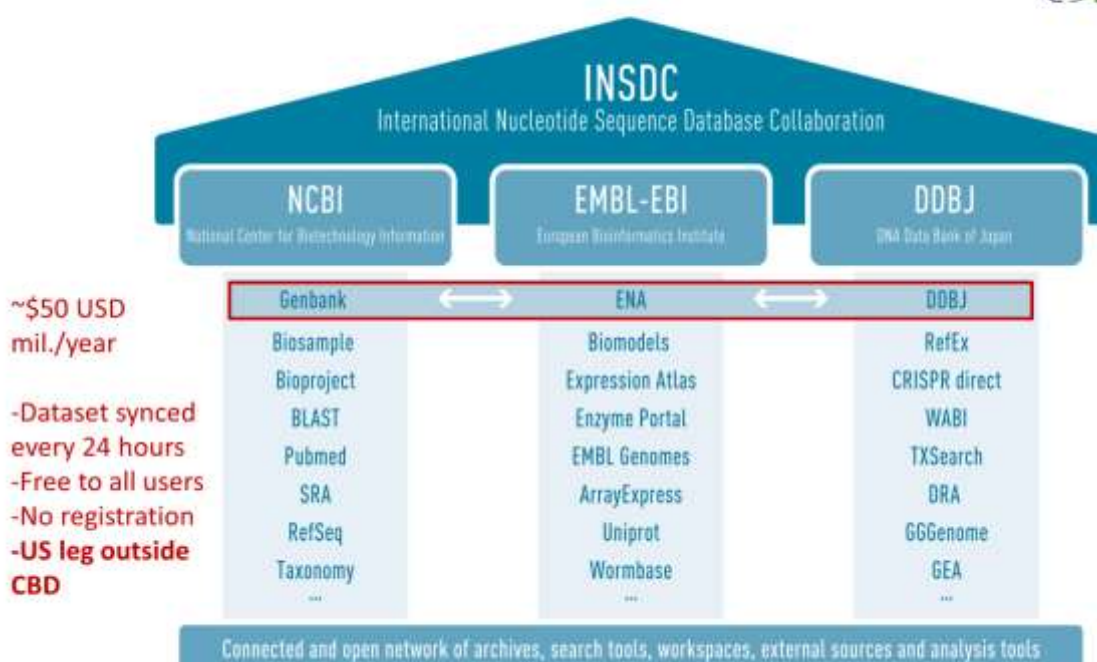 INSDC
International Nucleotide Sequence Database Collaboration
NCBI
National Center for Biotechnology Information
EMBL-EBI
European Bioinformatics Institute
DDBJ
DNA Data Bank of Japan
~$50 USD
mil./year
-Dataset synced
every 24 hours
-Free to all users
-No registration
-US leg outside
CBD
Genbank
Biosample
Bioproject
BLAST
Pubmed
SRA
RefSeq
Taxonomy
...
ENA
Biomodels
Expression Atlas
Enzyme Portal
EMBL Genomes
ArrayExpress
Uniprot
Wormbase
...
DDBJ
RefEx
CRISPR direct
WABI
TXSearch
DRA
GGGenome
GEA
...
Connected and open network of archives, search tools, workspaces, external sources and analysis tools